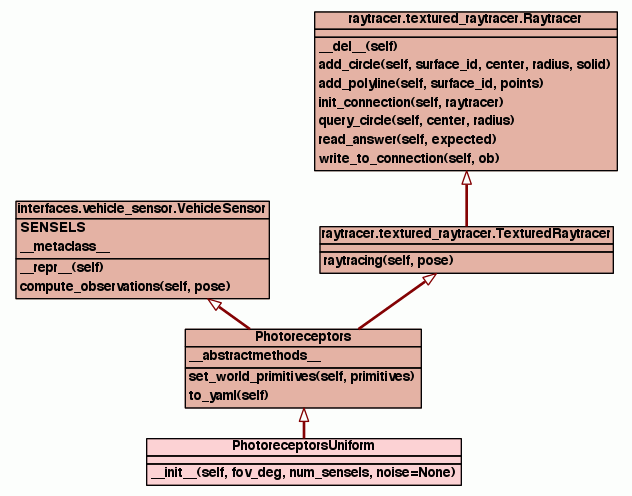 raytracer.textured_raytracer.Raytracer
__del__(self)
add_circle(self, surface_id, center, radius, solid)
add_polyline(self, surface_id, points)
init_connection(self, raytracer)
query_circle(self, center, radius)
read_answer(self, expected)
write_to_connection(self, ob)
interfaces.vehicle_sensor.VehicleSensor
SENSELS
__metaclass__
__repr__(self)
compute_observations(self, pose)
raytracer.textured_raytracer.TexturedRaytracer
raytracing(self, pose)
Photoreceptors
__abstractmethods__
set_world_primitives(self, primitives)
to_yaml(self)
PhotoreceptorsUniform
__init__(self, fov_deg, num_sensels, noise=None)